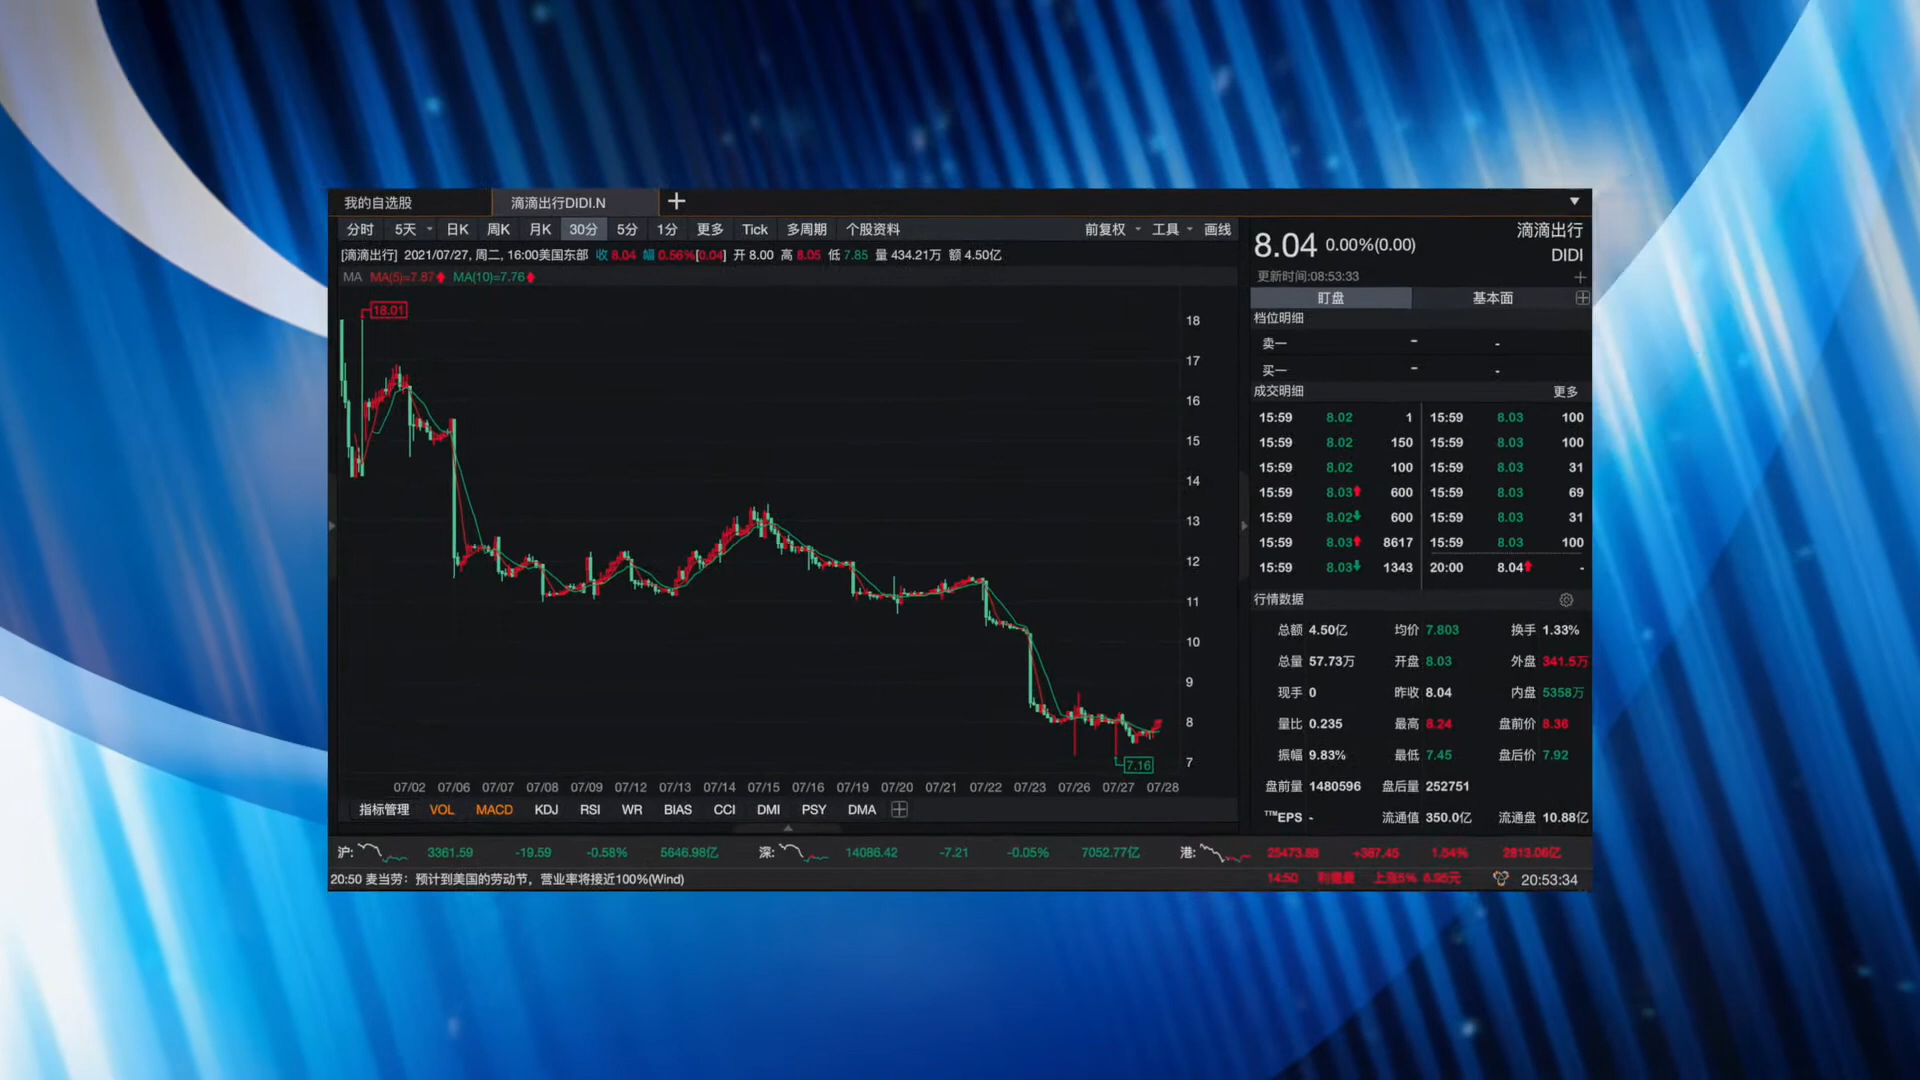 我的自选股 滴滴出行DIDI.N +
分时 5天 日K 周K 月K 30分 5分 1分 更多 Tick 多周期 个股资料 前复权 工具 画线
[滴滴出行] 2021/07/27, 周二, 16:00美国东部 收 8.04 幅 0.56%[0.04] 开 8.00 高 8.05 低 7.85 量 434.21万 额 4.50亿
MA MA(5)=7.87 MA(10)=7.76
18.01
18
17
16
15
14
13
12
11
10
9
8
7
7.16
07/02 07/06 07/07 07/08 07/09 07/12 07/13 07/14 07/15 07/16 07/19 07/20 07/21 07/22 07/23 07/26 07/27 07/28
指标管理 VOL MACD KDJ RSI WR BIAS CCI DMI PSY DMA
8.04 0.00%(0.00) 滴滴出行
DIDI
更新时间:08:53:33
盯盘 基本面
档位明细
卖一 - -
买一 - -
成交明细 更多
15:59 8.02 1 15:59 8.03 100
15:59 8.02 150 15:59 8.03 100
15:59 8.02 100 15:59 8.03 31
15:59 8.03 600 15:59 8.03 69
15:59 8.02 600 15:59 8.03 31
15:59 8.03 8617 15:59 8.03 100
15:59 8.03 1343 20:00 8.04 -
行情数据
总额 4.50亿 均价 7.803 换手 1.33%
总量 57.73万 开盘 8.03 外盘 341.5万
现手 0 昨收 8.04 内盘 5358万
量比 0.235 最高 8.24 盘前价 8.36
振幅 9.83% 最低 7.45 盘后价 7.92
盘前量 1480596 盘后量 252751
TTMEPS - 流通值 350.0亿 流通盘 10.88亿
沪: 3361.59 -19.59 -0.58% 5646.98亿 深: 14086.42 -7.21 -0.05% 7052.77亿 港: 25473.88 +387.45 1.54% 2813.06亿
20:50 麦当劳：预计到美国的劳动节，营业率将接近100%(Wind) 14:50 上涨5% 6.95元 20:53:34